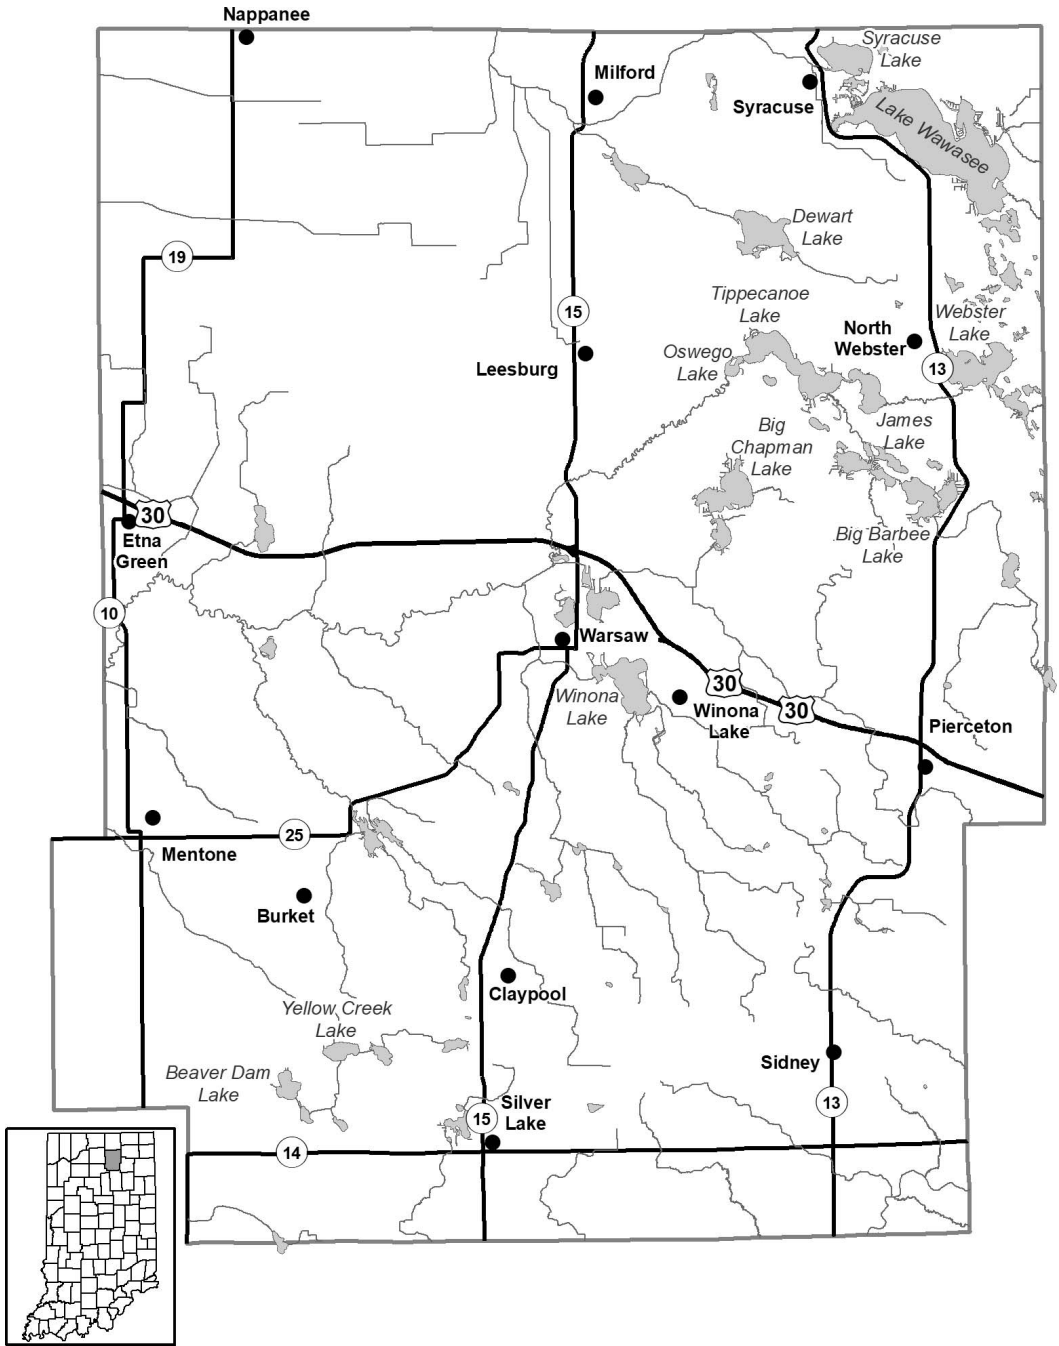 Nappanee
Syracuse
Lake
Milford
Syracuse
Lake Wawasee
Dewart
Lake
19
Tippecanoe
Lake
15
Webster
Lake
North
Webster
Oswego
Lake
Leesburg
13
James
Lake
Big
Chapman
Lake
30
Etna
Green
Big Barbee
Lake
10
Warsaw
Winona
Lake
30
30
Winona
Lake
Pierceton
25
Mentone
Burket
Claypool
Yellow Creek
Lake
Sidney
Beaver Dam
Lake
Silver
Lake
15
13
14